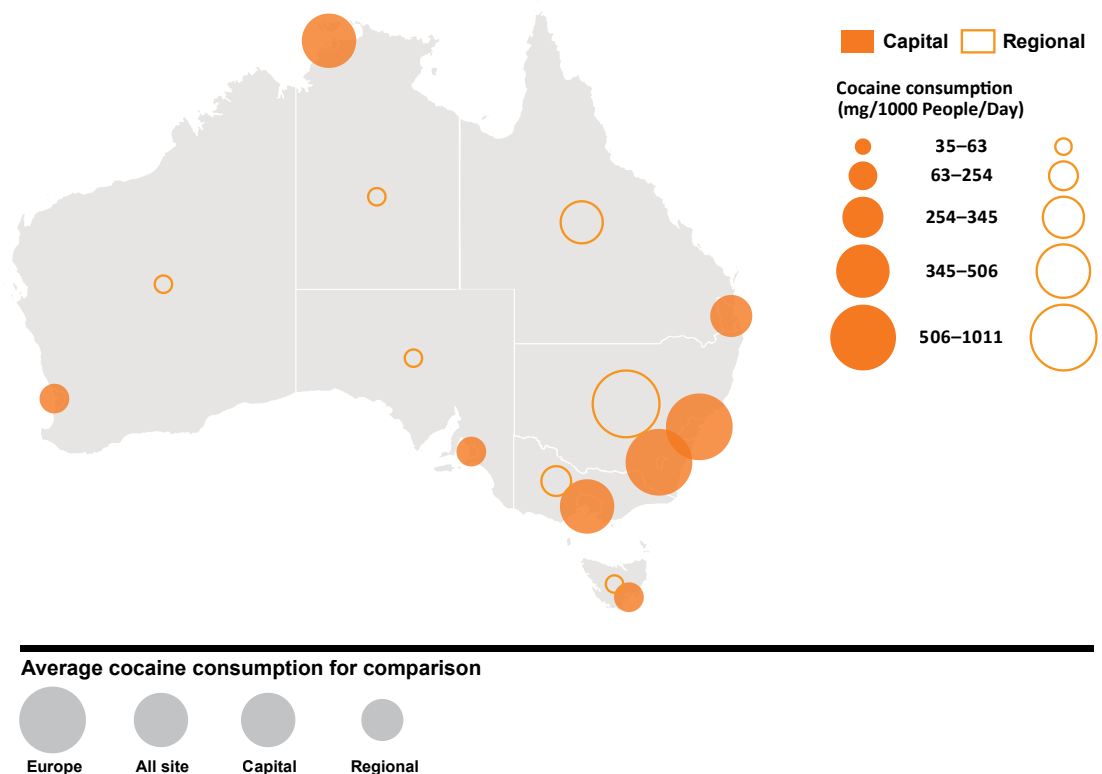 Capital Regional
Cocaine consumption
(mg/1000 People/Day)
35–63
63–254
254–345
345–506
506–1011
Average cocaine consumption for comparison
Europe All site Capital Regional